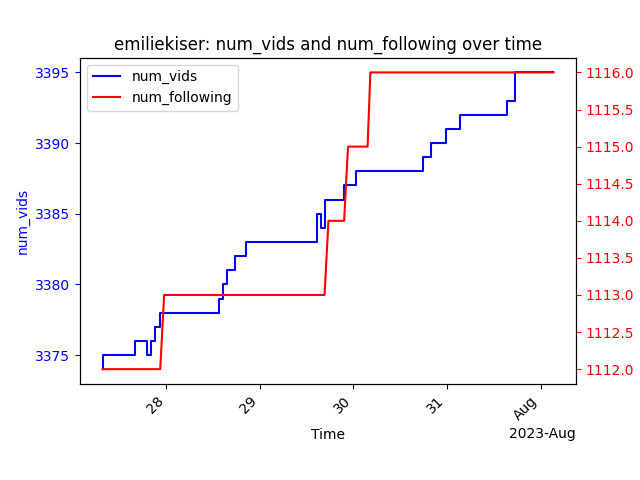 emiliekiser: num_vids and num_following over time
num_vids
num_following
3395
3390
3385
3380
3375
num_vids
1116.0
1115.5
1115.0
1114.5
1114.0
1113.5
1113.0
1112.5
1112.0
28
29
30
31
Aug
Time
2023-Aug